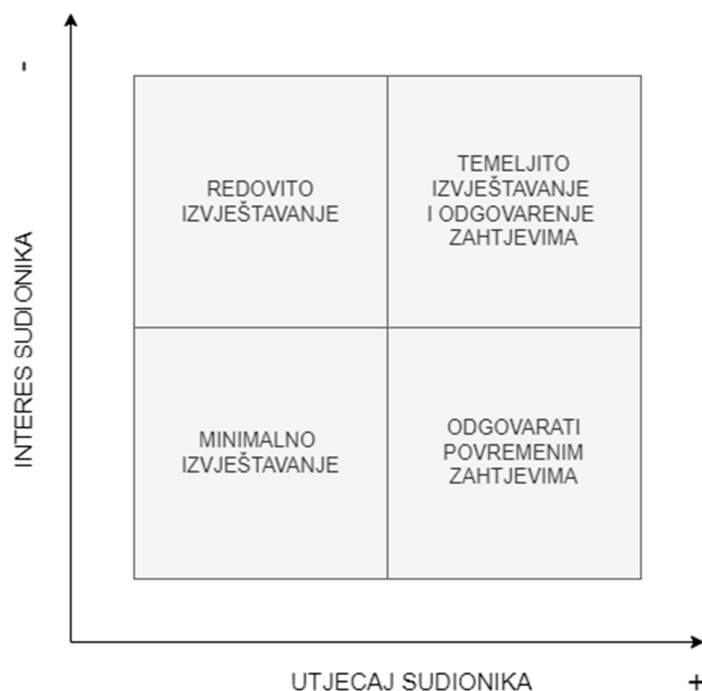 -
INTERES SUDIONIKA
REDOVITO
IZVJEŠTAVANJE
TEMELJITO
IZVJEŠTAVANJE
I ODGOVARENJE
ZAHTJEVIMA
MINIMALNO
IZVJEŠTAVANJE
ODGOVARATI
POVREMENIM
ZAHTJEVIMA
UTJECAJ SUDIONIKA
+